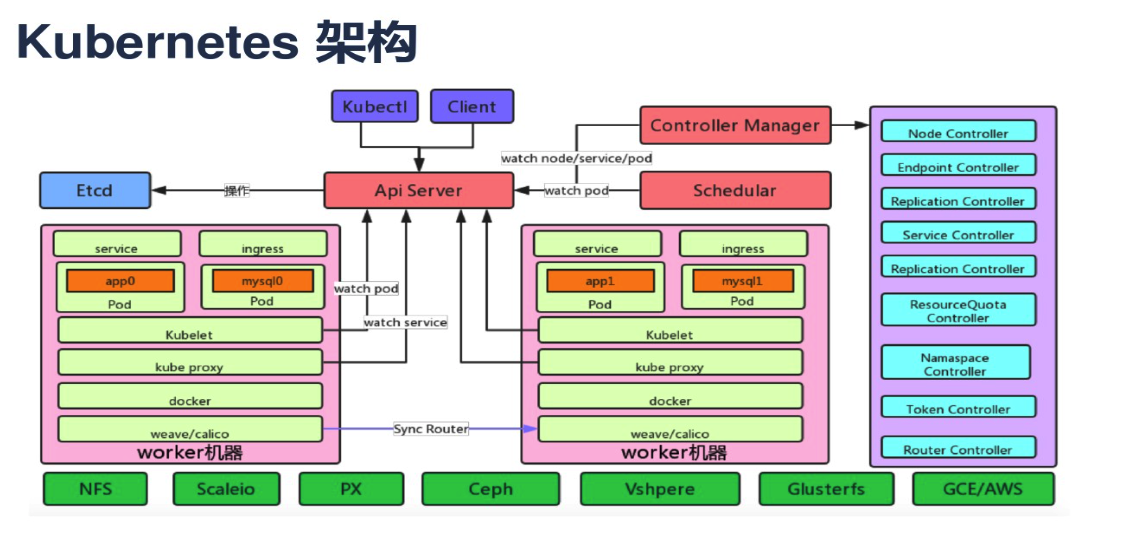 Kubernetes 架构
Kubectl
Client
Controller Manager
watch node/service/pod
Etcd
操作
Api Server
watch pod
Schedular
service
ingress
app0
Pod
mysql0
Pod
Kubelet
kube proxy
docker
weave/calico
worker机器
watch pod
watch service
Sync Router
service
ingress
app1
Pod
mysql1
Pod
Kubelet
kube proxy
docker
weave/calico
worker机器
Node Controller
Endpoint Controller
Replication Controller
Service Controller
Replication Controller
ResourceQuota
Controller
Namaspace
Controller
Token Controller
Router Controller
NFS
Scaleio
PX
Ceph
Vshpere
Glusterfs
GCE/AWS